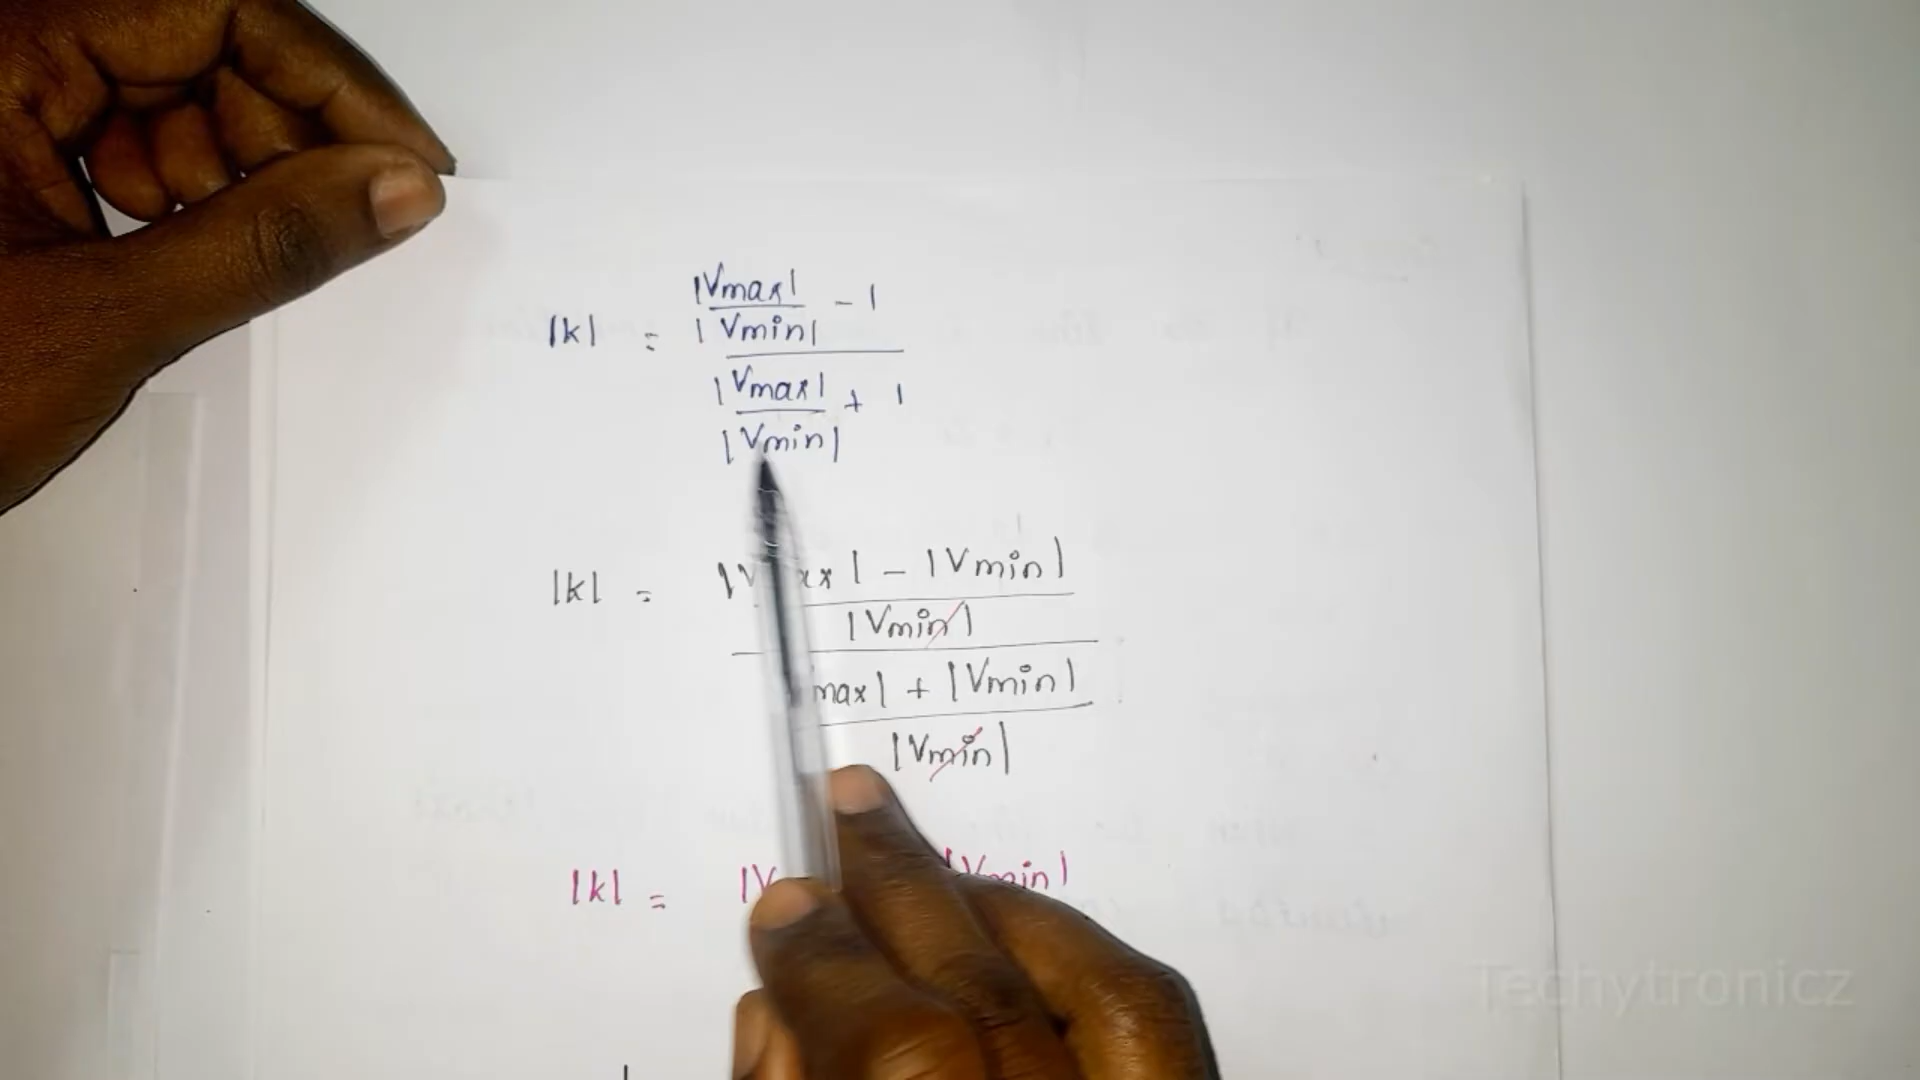 |Vmax| - 1
|k| = |Vmin|
|Vmax| + 1
|Vmin|
|k| = - |Vmin|
|Vmin|
max| + |Vmin|
|Vmin|
|k| = |V |Vmin|
Techytronicz